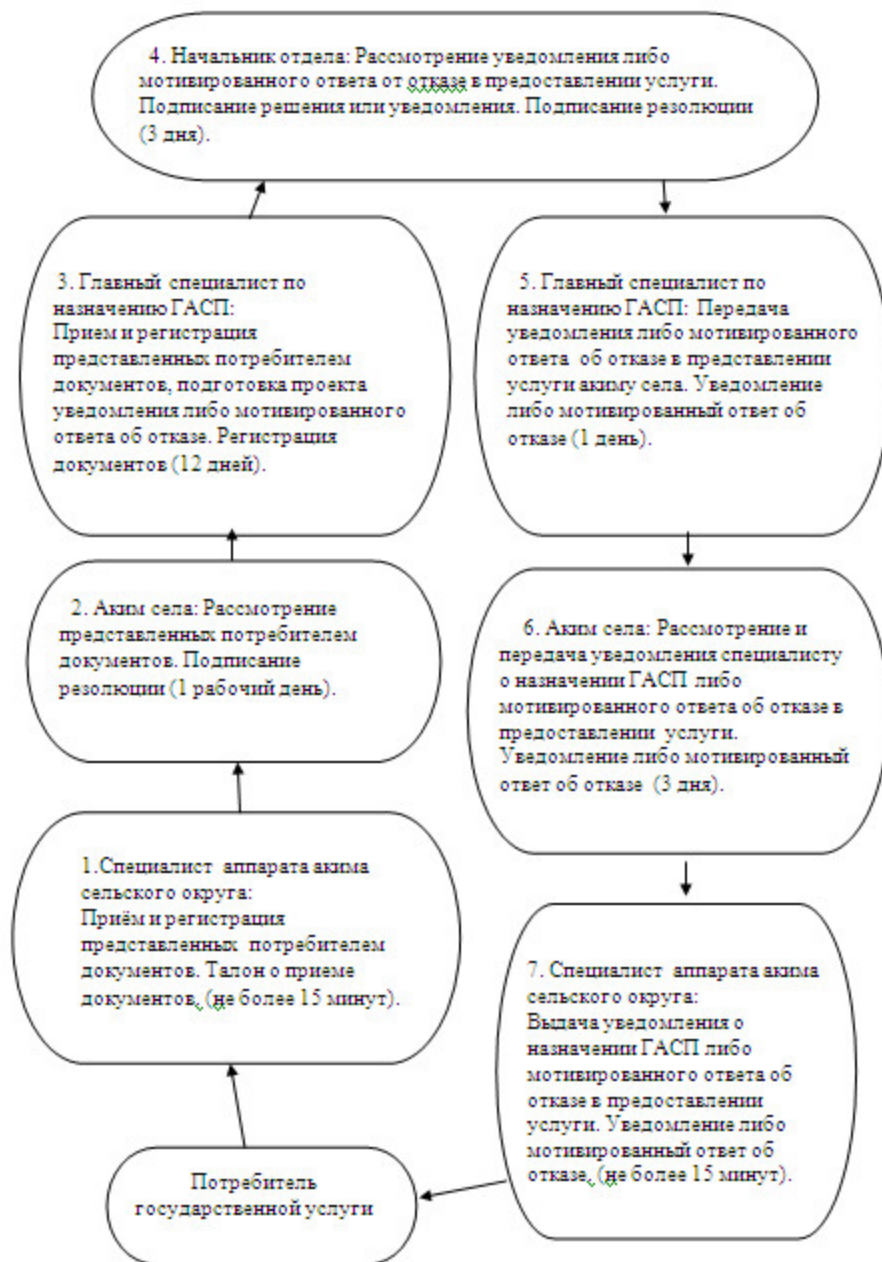 4. Начальник отдела: Рассмотрение уведомления либо
мотивированного ответа от отказе в предоставлении услуги.
Подписание решения или уведомления. Подписание резолюции
(3 дня).
3. Главный специалист по
назначению ГАСП:
Прием и регистрация
представленных потребителем
документов, подготовка проекта
уведомления либо мотивированного
ответа об отказе. Регистрация
документов (12 дней).
5. Главный специалист по
назначению ГАСП: Передача
уведомления либо мотивированного
ответа об отказе в представлении
услуги акиму села. Уведомление
либо мотивированный ответ об
отказе (1 день).
2. Аким села: Рассмотрение
представленных потребителем
документов. Подписание
резолюции (1 рабочий день).
6. Аким села: Рассмотрение и
передача уведомления специалисту
о назначении ГАСП либо
мотивированного ответа об отказе в
предоставлении услуги.
Уведомление либо мотивированный
ответ об отказе (3 дня).
1.Специалист аппарата акима
сельского округа:
Приём и регистрация
представленных потребителем
документов. Талон о приеме
документов, (не более 15 минут).
7. Специалист аппарата акима
сельского округа:
Выдача уведомления о
назначении ГАСП либо
мотивированного ответа об
отказе в предоставлении
услуги. Уведомление либо
мотивированный ответ об
отказе, (не более 15 минут).
Потребитель
государственной услуги